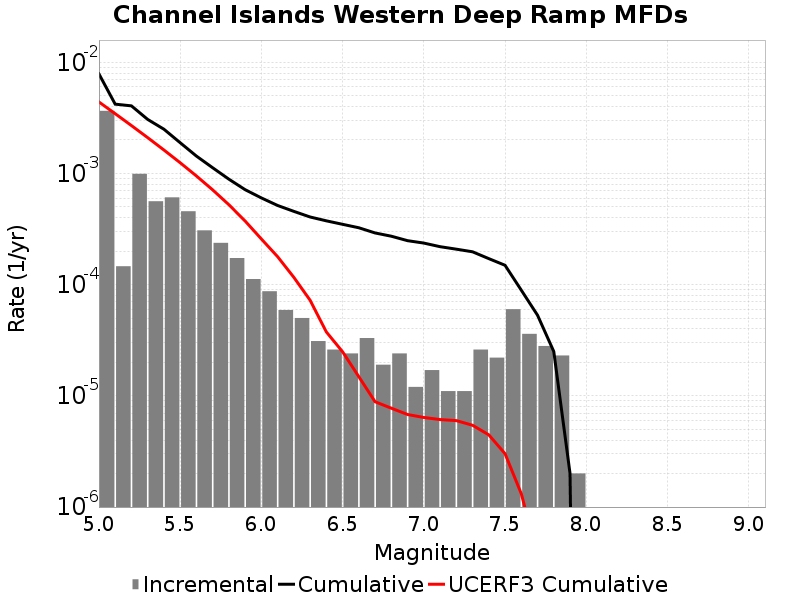 Channel Islands Western Deep Ramp MFDs
10-2
10-3
10-4
10-5
10-6
Rate (1/yr)
5.0 5.5 6.0 6.5 7.0 7.5 8.0 8.5 9.0
Magnitude
Incremental Cumulative UCERF3 Cumulative